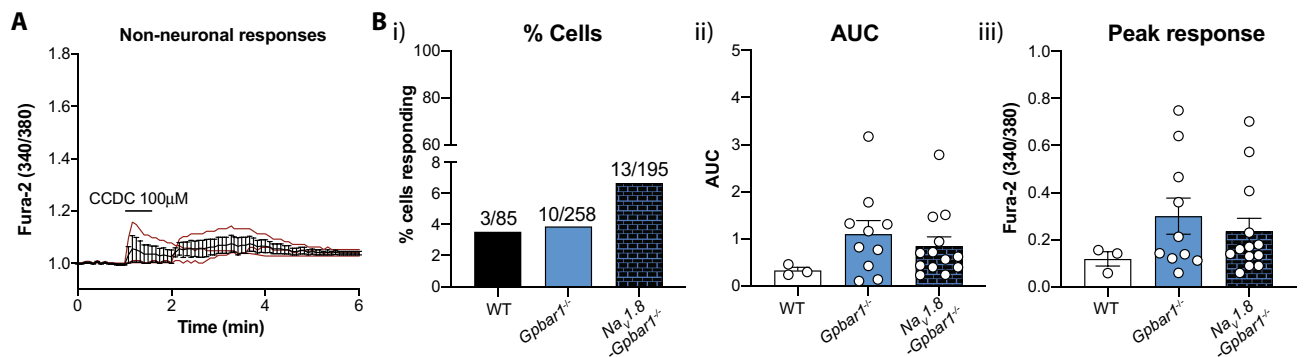 A
Non-neuronal responses
Fura-2 (340/380)
1.8
1.6
1.4
1.2
1.0
CCDC 100µM
0
2
4
6
Time (min)
B
i)
% Cells
% cells responding
100
80
60
8
6
4
2
0
3/85
10/258
13/195
WT
Gpbar1-/-
Nav1.8
-Gpbar1-/-
ii)
AUC
AUC
5
4
3
2
1
0
WT
Gpbar1-/-
Nav1.8
-Gpbar1-/-
iii)
Peak response
Fura-2 (340/380)
1.0
0.8
0.6
0.4
0.2
0.0
WT
Gpbar1-/-
Nav1.8
-Gpbar1-/-